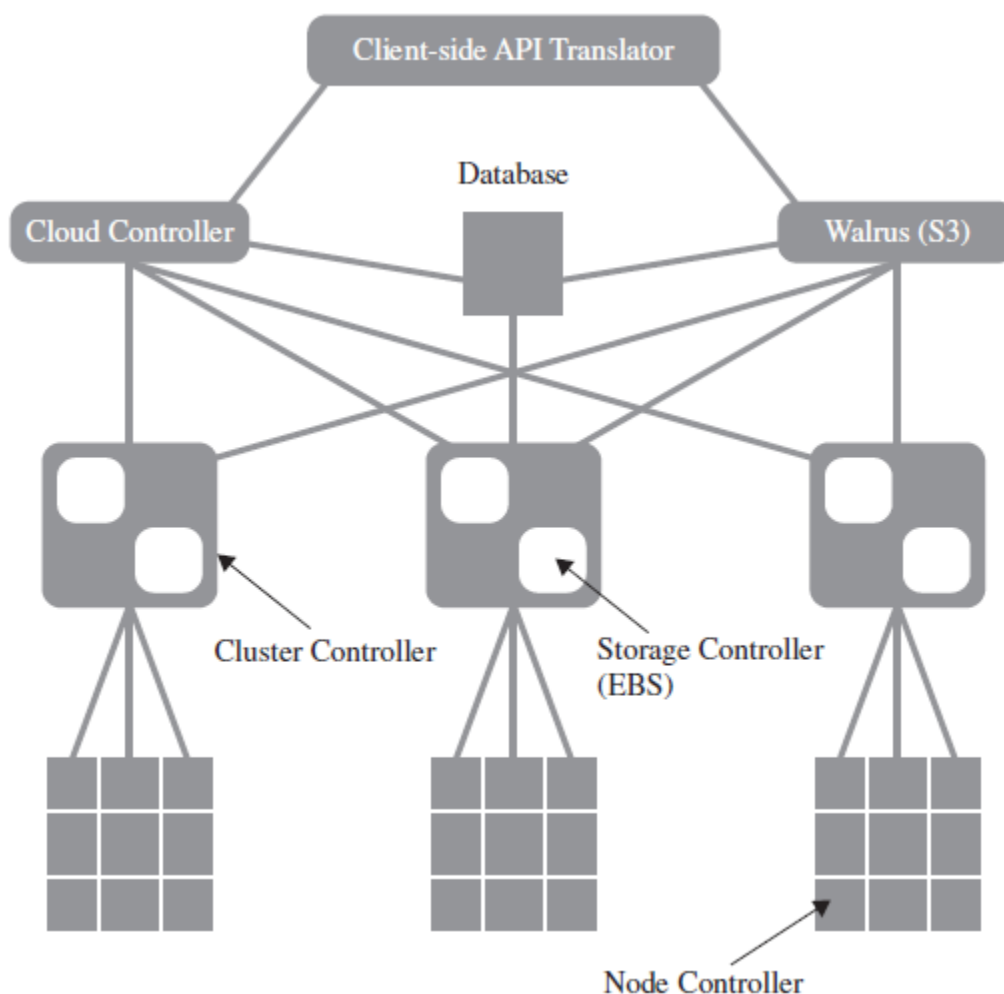 Client-side API Translator
Database
Cloud Controller
Walrus (S3)
Cluster Controller
Storage Controller
(EBS)
Node Controller